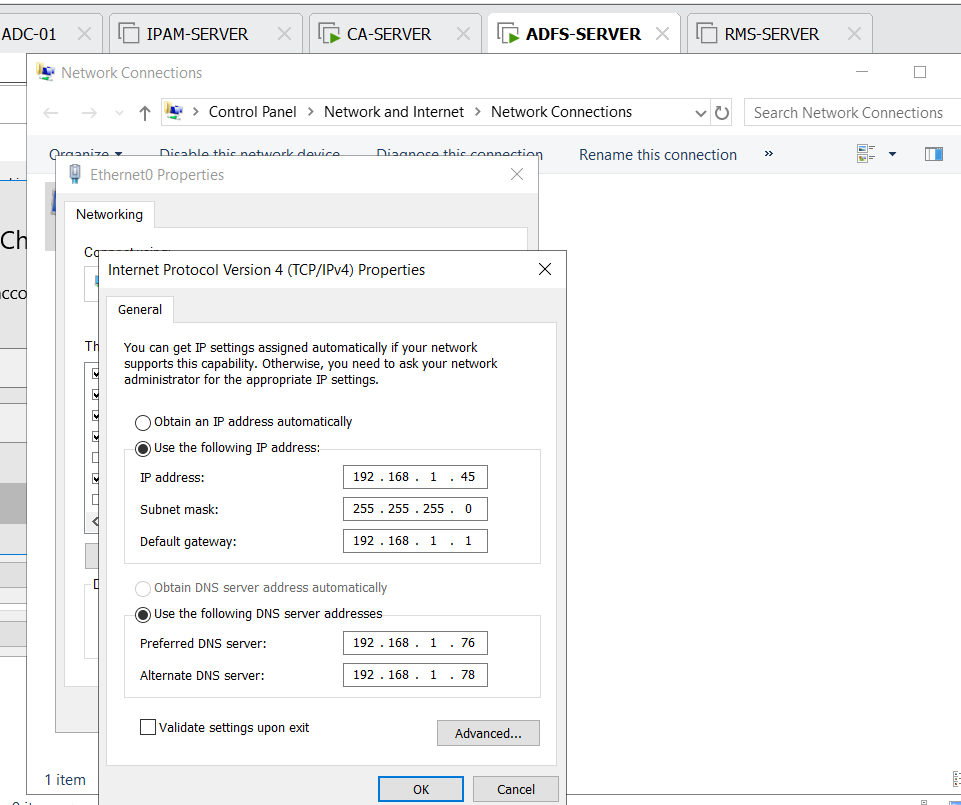 ADC-01 IPAM-SERVER CA-SERVER ADFS-SERVER RMS-SERVER
Network Connections
Control Panel > Network and Internet > Network Connections Search Network Connections
Organize Disable this network device Diagnose this connection Rename this connection »
Ethernet0 Properties
Networking
Connect using:
Internet Protocol Version 4 (TCP/IPv4) Properties
General
You can get IP settings assigned automatically if your network
supports this capability. Otherwise, you need to ask your network
administrator for the appropriate IP settings.
Obtain an IP address automatically
Use the following IP address:
IP address: 192 . 168 . 1 . 45
Subnet mask: 255 . 255 . 255 . 0
Default gateway: 192 . 168 . 1 . 1
Obtain DNS server address automatically
Use the following DNS server addresses
Preferred DNS server: 192 . 168 . 1 . 76
Alternate DNS server: 192 . 168 . 1 . 78
Validate settings upon exit
Advanced...
OK Cancel
1 item